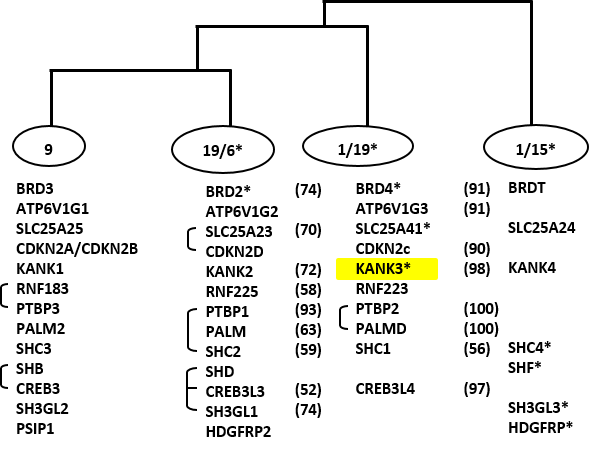 9 19/6* 1/19* 1/15*
BRD3 BRD2* (74) BRD4* (91) BRDT
ATP6V1G1 ATP6V1G2 ATP6V1G3 (91)
SLC25A25 SLC25A23 (70) SLC25A41* SLC25A24
CDKN2A/CDKN2B CDKN2D CDKN2c (90)
KANK1 KANK2 (72) KANK3* (98) KANK4
RNF183 RNF225 (58) RNF223
PTBP3 PTBP1 (93) PTBP2 (100)
PALM2 PALM (63) PALMD (100)
SHC3 SHC2 (59) SHC1 (56) SHC4*
SHB SHD SHF*
CREB3 CREB3L3 (52) CREB3L4 (97)
SH3GL2 SH3GL1 (74) SH3GL3*
PSIP1 HDGFRP2 HDGFRP*